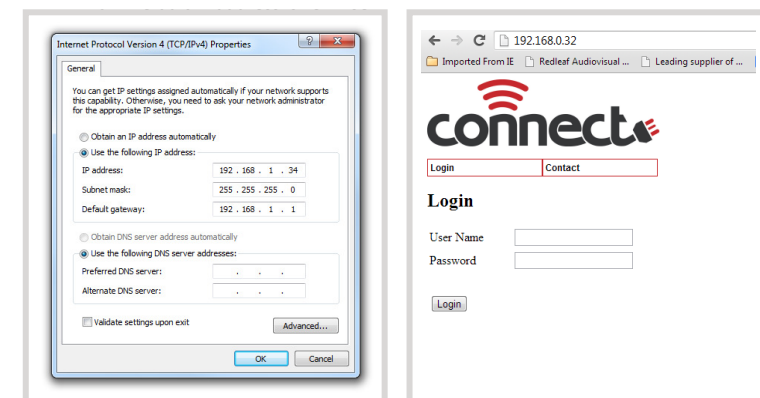 Internet Protocol Version 4 (TCP/IPv4) Properties
General
You can get IP settings assigned automatically if your network supports
this capability. Otherwise, you need to ask your network administrator
for the appropriate IP settings.
Obtain an IP address automatically
Use the following IP address:
IP address: 192 . 168 . 1 . 34
Subnet mask: 255 . 255 . 255 . 0
Default gateway: 192 . 168 . 1 . 1
Obtain DNS server address automatically
Use the following DNS server addresses:
Preferred DNS server: . . .
Alternate DNS server: . . .
Validate settings upon exit
Advanced...
OK Cancel
192.168.0.32
Imported From IE Redleaf Audiovisual ... Leading supplier of ...
connect
Login Contact
Login
User Name
Password
Login